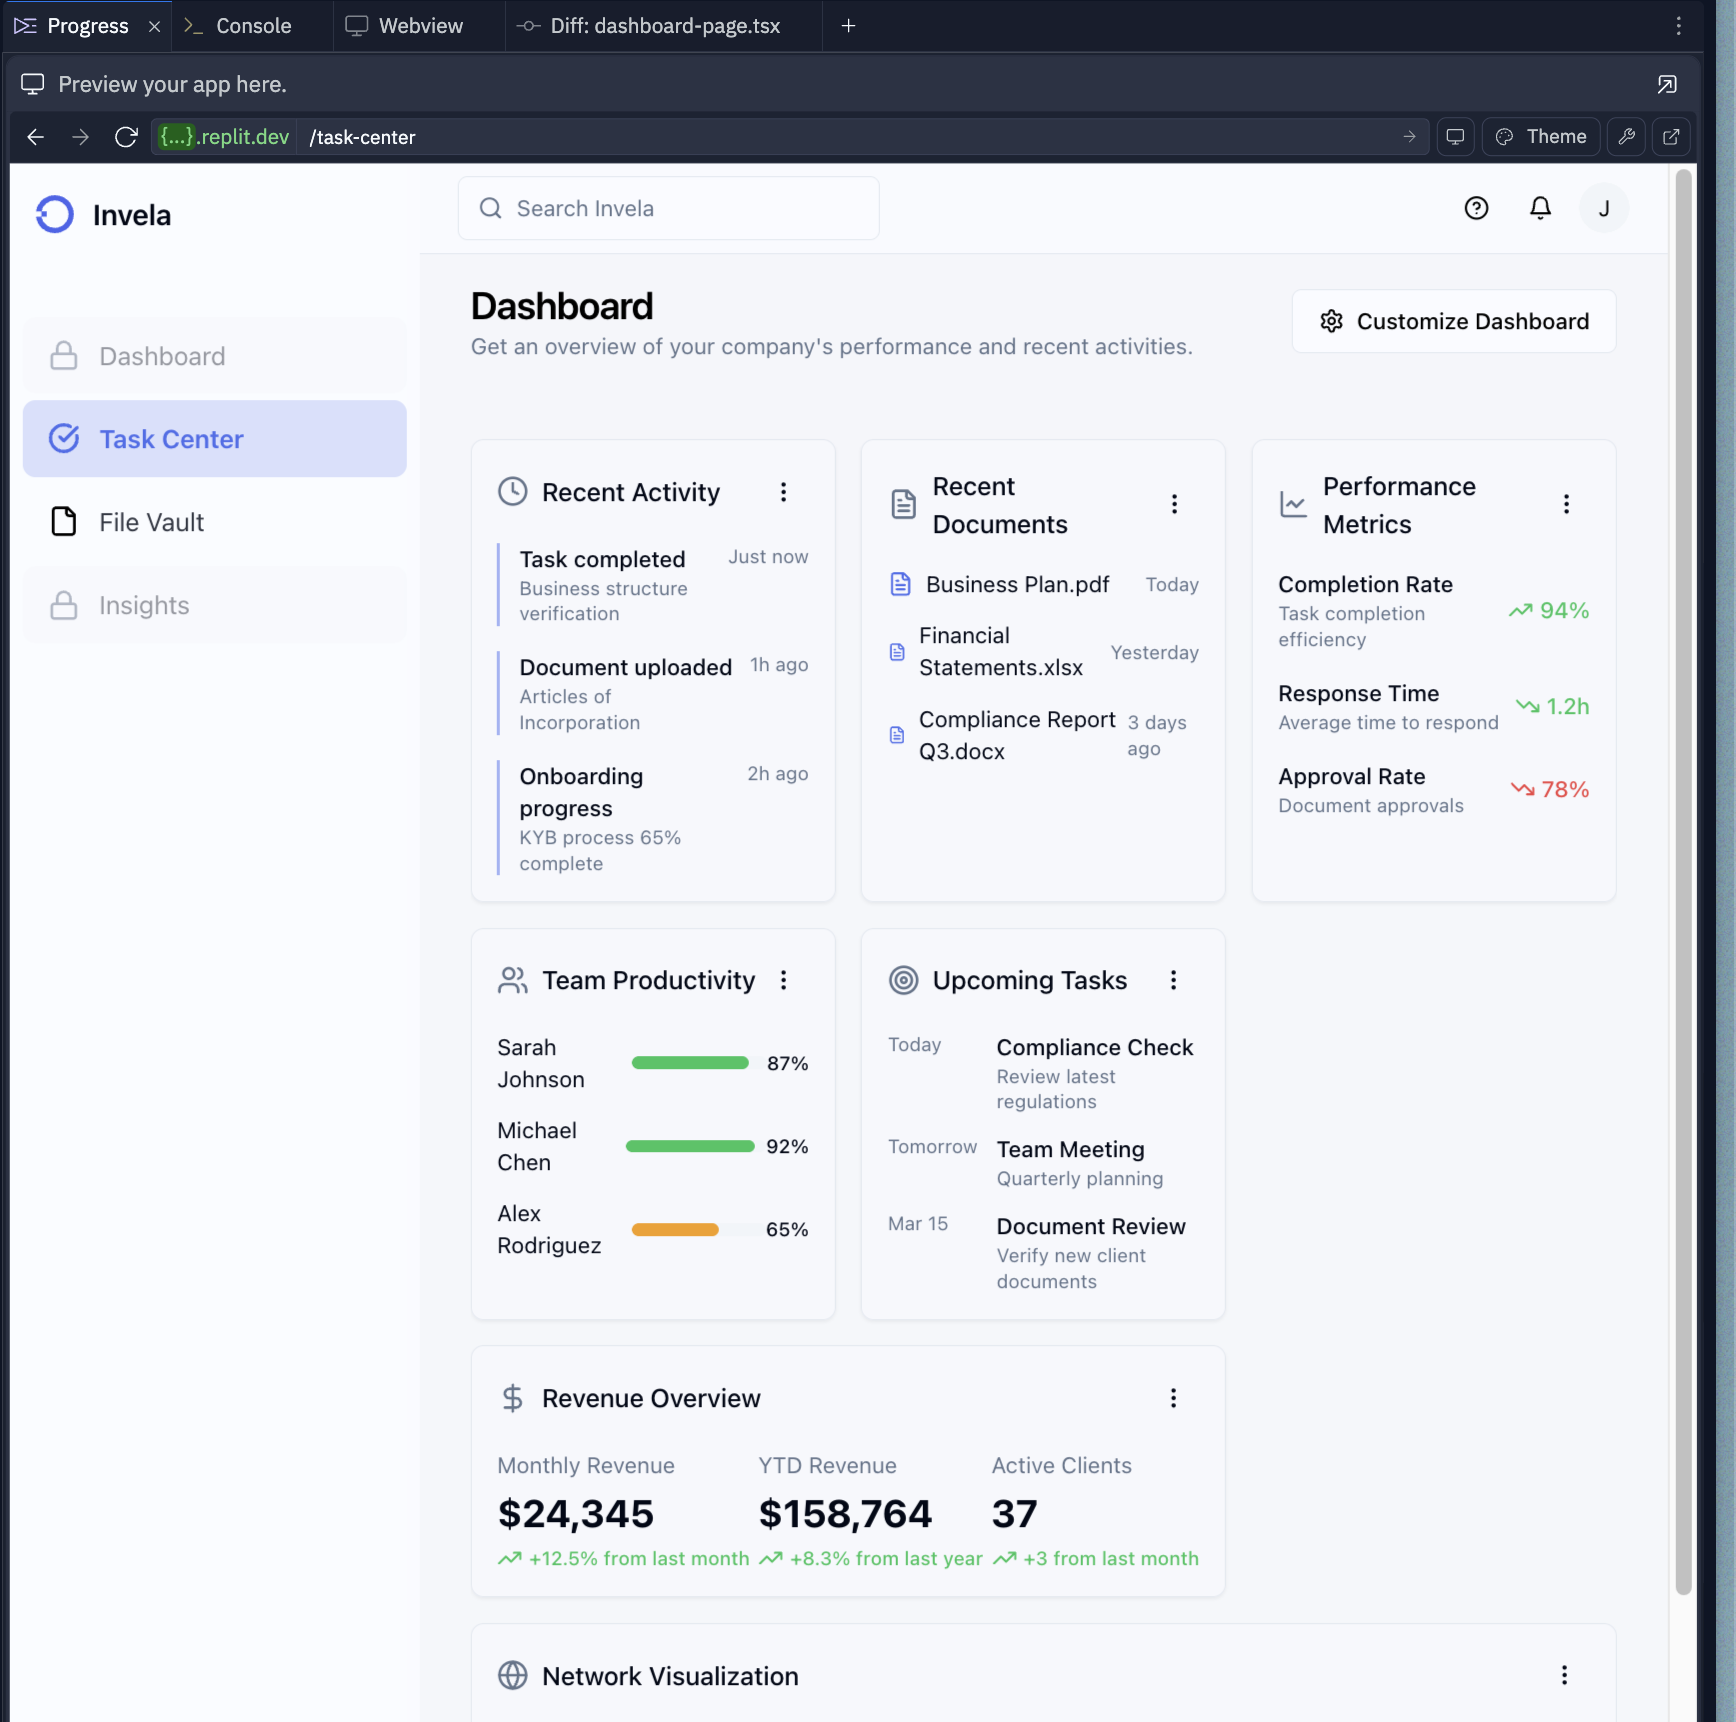 Progress
Console
Webview
Diff: dashboard-page.tsx
Preview your app here.
{...}.replit.dev /task-center
Theme
Invela
Search Invela
J
Dashboard
Task Center
File Vault
Insights
Dashboard
Get an overview of your company's performance and recent activities.
Customize Dashboard
Recent Activity
Task completed Just now
Business structure
verification
Document uploaded 1h ago
Articles of
Incorporation
Onboarding 2h ago
progress
KYB process 65%
complete
Recent
Documents
Business Plan.pdf Today
Financial
Statements.xlsx
Yesterday
Compliance Report
Q3.docx
3 days
ago
Performance
Metrics
Completion Rate
Task completion
efficiency
94%
Response Time
Average time to respond
1.2h
Approval Rate
Document approvals
78%
Team Productivity
Sarah
Johnson
87%
Michael
Chen
92%
Alex
Rodriguez
65%
Upcoming Tasks
Today Compliance Check
Review latest
regulations
Tomorrow Team Meeting
Quarterly planning
Mar 15 Document Review
Verify new client
documents
Revenue Overview
Monthly Revenue
$24,345
+12.5% from last month
YTD Revenue
$158,764
+8.3% from last year
Active Clients
37
+3 from last month
Network Visualization